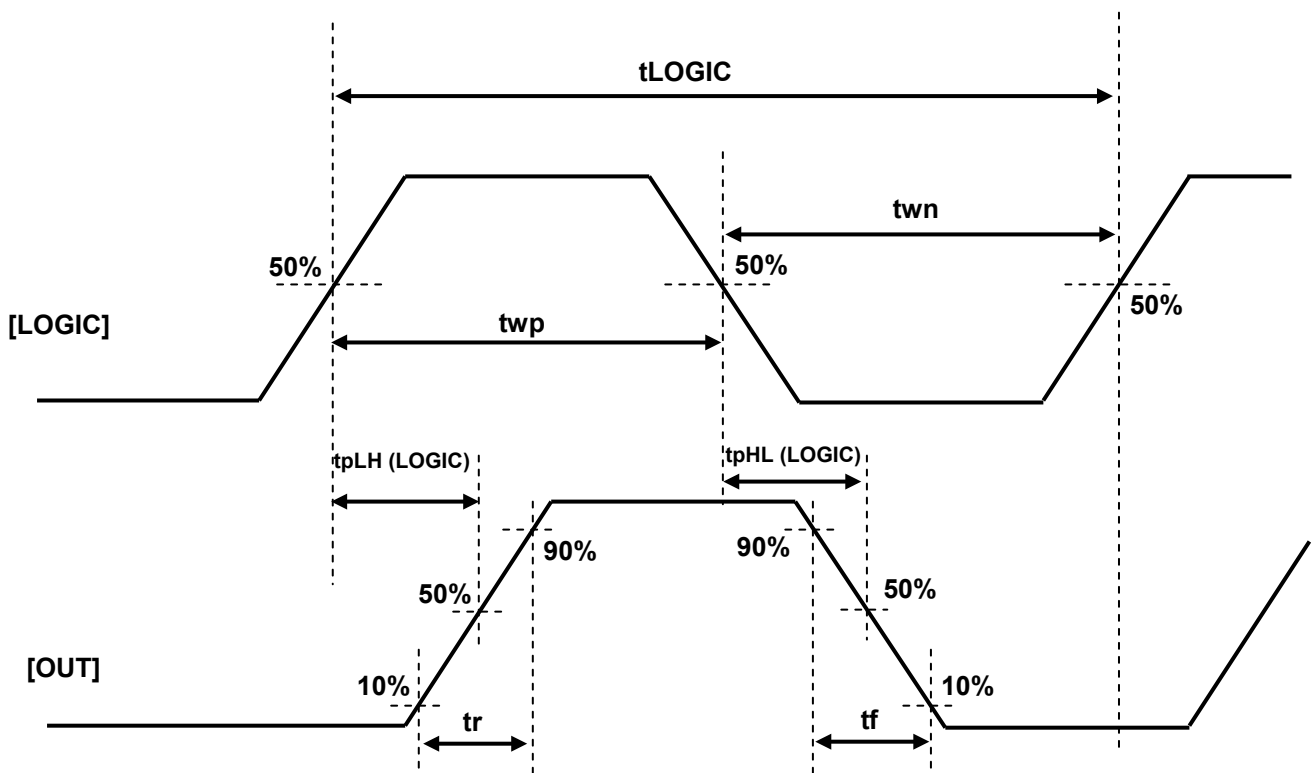 tLOGIC
twn
50%
50%
50%
[LOGIC]
twp
tpLH (LOGIC)
tpHL (LOGIC)
90%
90%
50%
50%
[OUT]
10%
10%
tr
tf